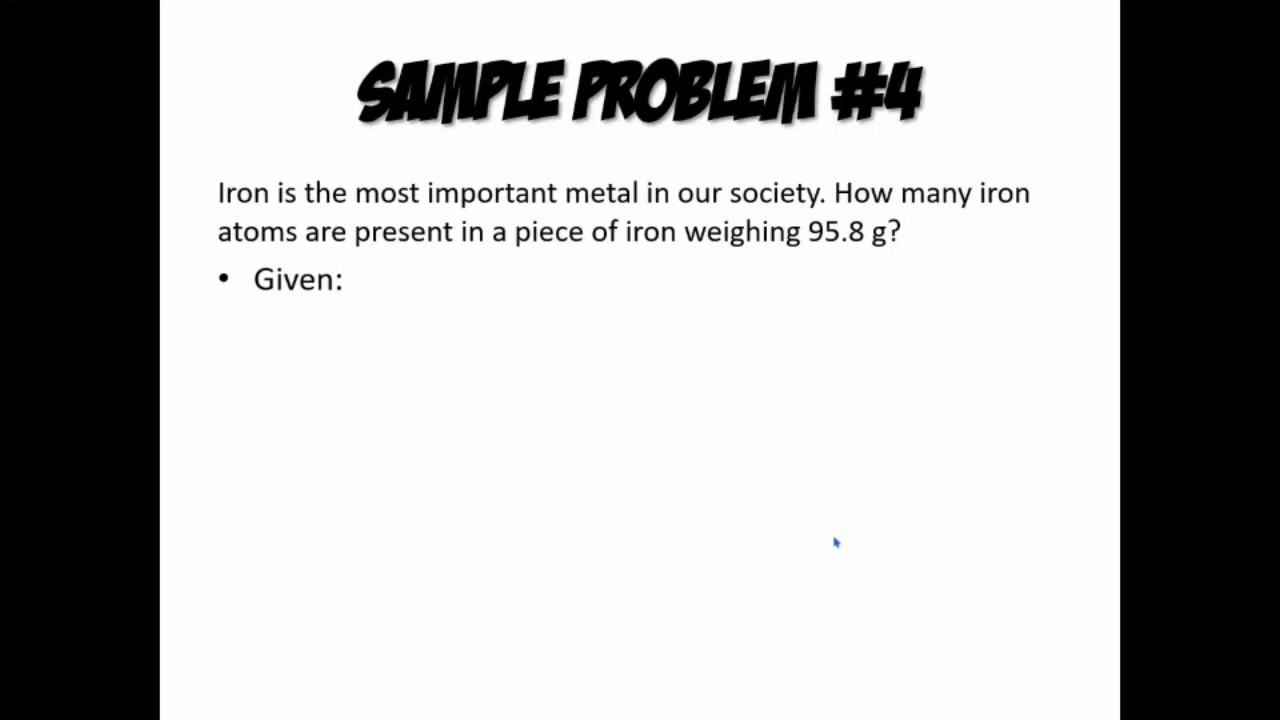 SAMPLE PROBLEM #4
Iron is the most important metal in our society. How many iron
atoms are present in a piece of iron weighing 95.8 g?
• Given: